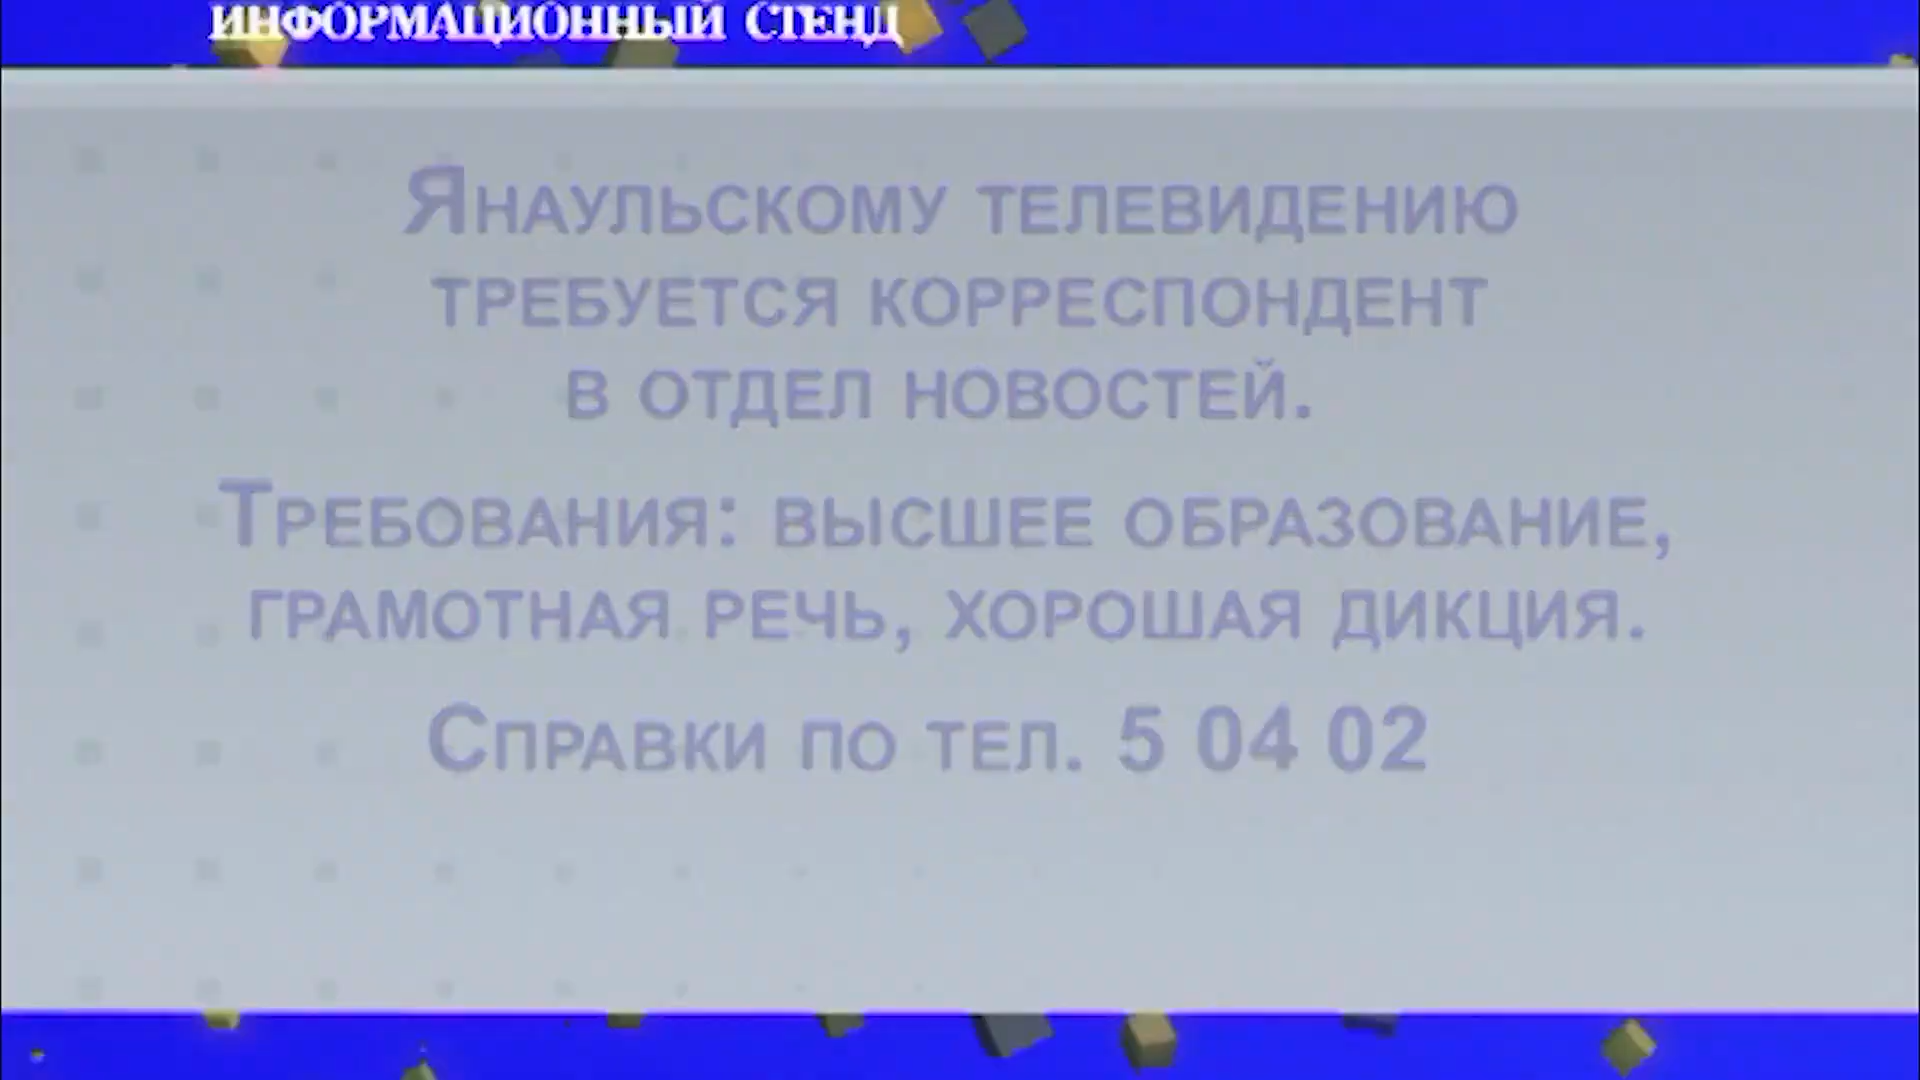 ИНФОРМАЦИОННЫЙ СТЕНД
ЯНАУЛЬСКОМУ ТЕЛЕВИДЕНИЮ
ТРЕБУЕТСЯ КОРРЕСПОНДЕНТ
В ОТДЕЛ НОВОСТЕЙ.
ТРЕБОВАНИЯ: ВЫСШЕЕ ОБРАЗОВАНИЕ,
ГРАМОТНАЯ РЕЧЬ, ХОРОШАЯ ДИКЦИЯ.
СПРАВКИ ПО ТЕЛ. 5 04 02